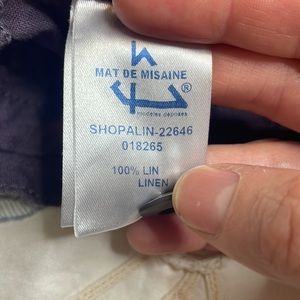 MAT DE MISAINE
®
modèles déposés
SHOPALIN-22646
018265
100% LIN
LINEN